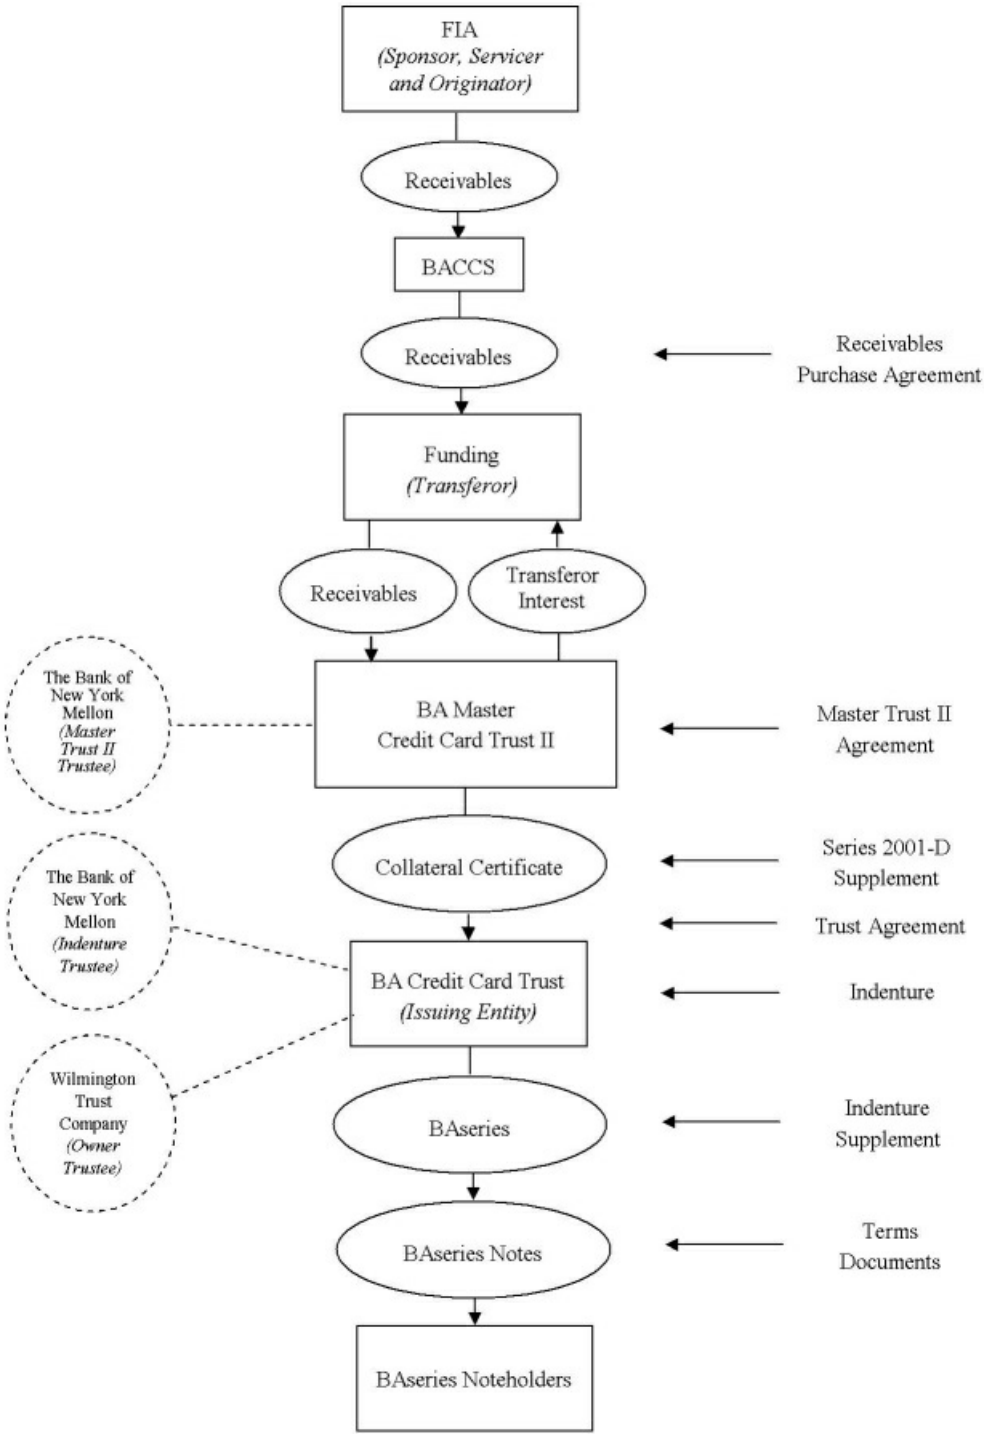 FIA
(Sponsor, Servicer
and Originator)
Receivables
BACCS
Receivables
Receivables
Purchase Agreement
Funding
(Transferor)
Receivables
Transferor
Interest
The Bank of
New York
Mellon
(Master
Trust II
Trustee)
BA Master
Credit Card Trust II
Master Trust II
Agreement
Collateral Certificate
Series 2001-D
Supplement
The Bank of
New York
Mellon
(Indenture
Trustee)
Trust Agreement
BA Credit Card Trust
(Issuing Entity)
Indenture
Wilmington
Trust
Company
(Owner
Trustee)
BAseries
Indenture
Supplement
BAseries Notes
Terms
Documents
BAseries Noteholders